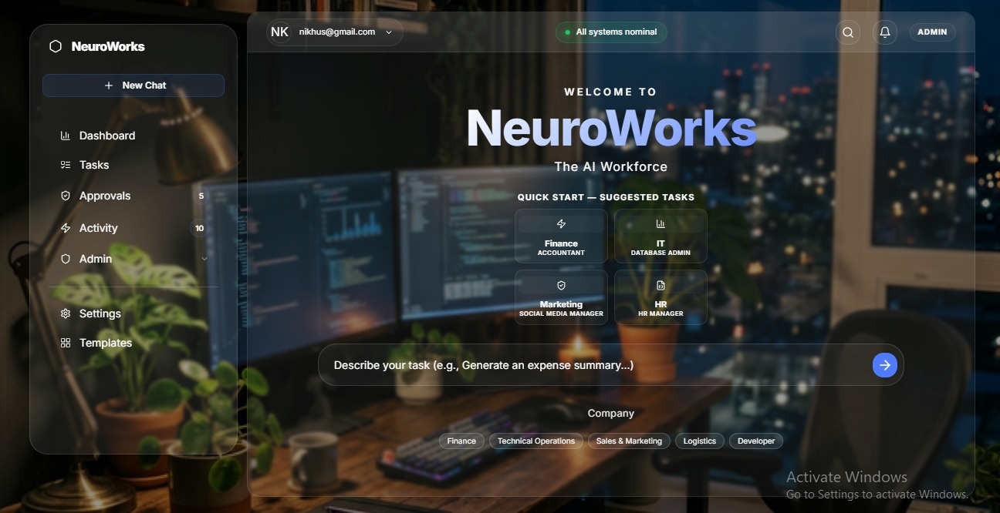 NeuroWorks
New Chat
Dashboard
Tasks
Approvals
5
Activity
10
Admin
Settings
Templates
NK
nikhus@gmail.com
All systems nominal
ADMIN
WELCOME TO
NeuroWorks
The AI Workforce
QUICK START — SUGGESTED TASKS
Finance
ACCOUNTANT
IT
DATABASE ADMIN
Marketing
SOCIAL MEDIA MANAGER
HR
HR MANAGER
Describe your task (e.g., Generate an expense summary...)
Company
Finance
Technical Operations
Sales & Marketing
Logistics
Developer
Activate Windows
Go to Settings to activate Windows.